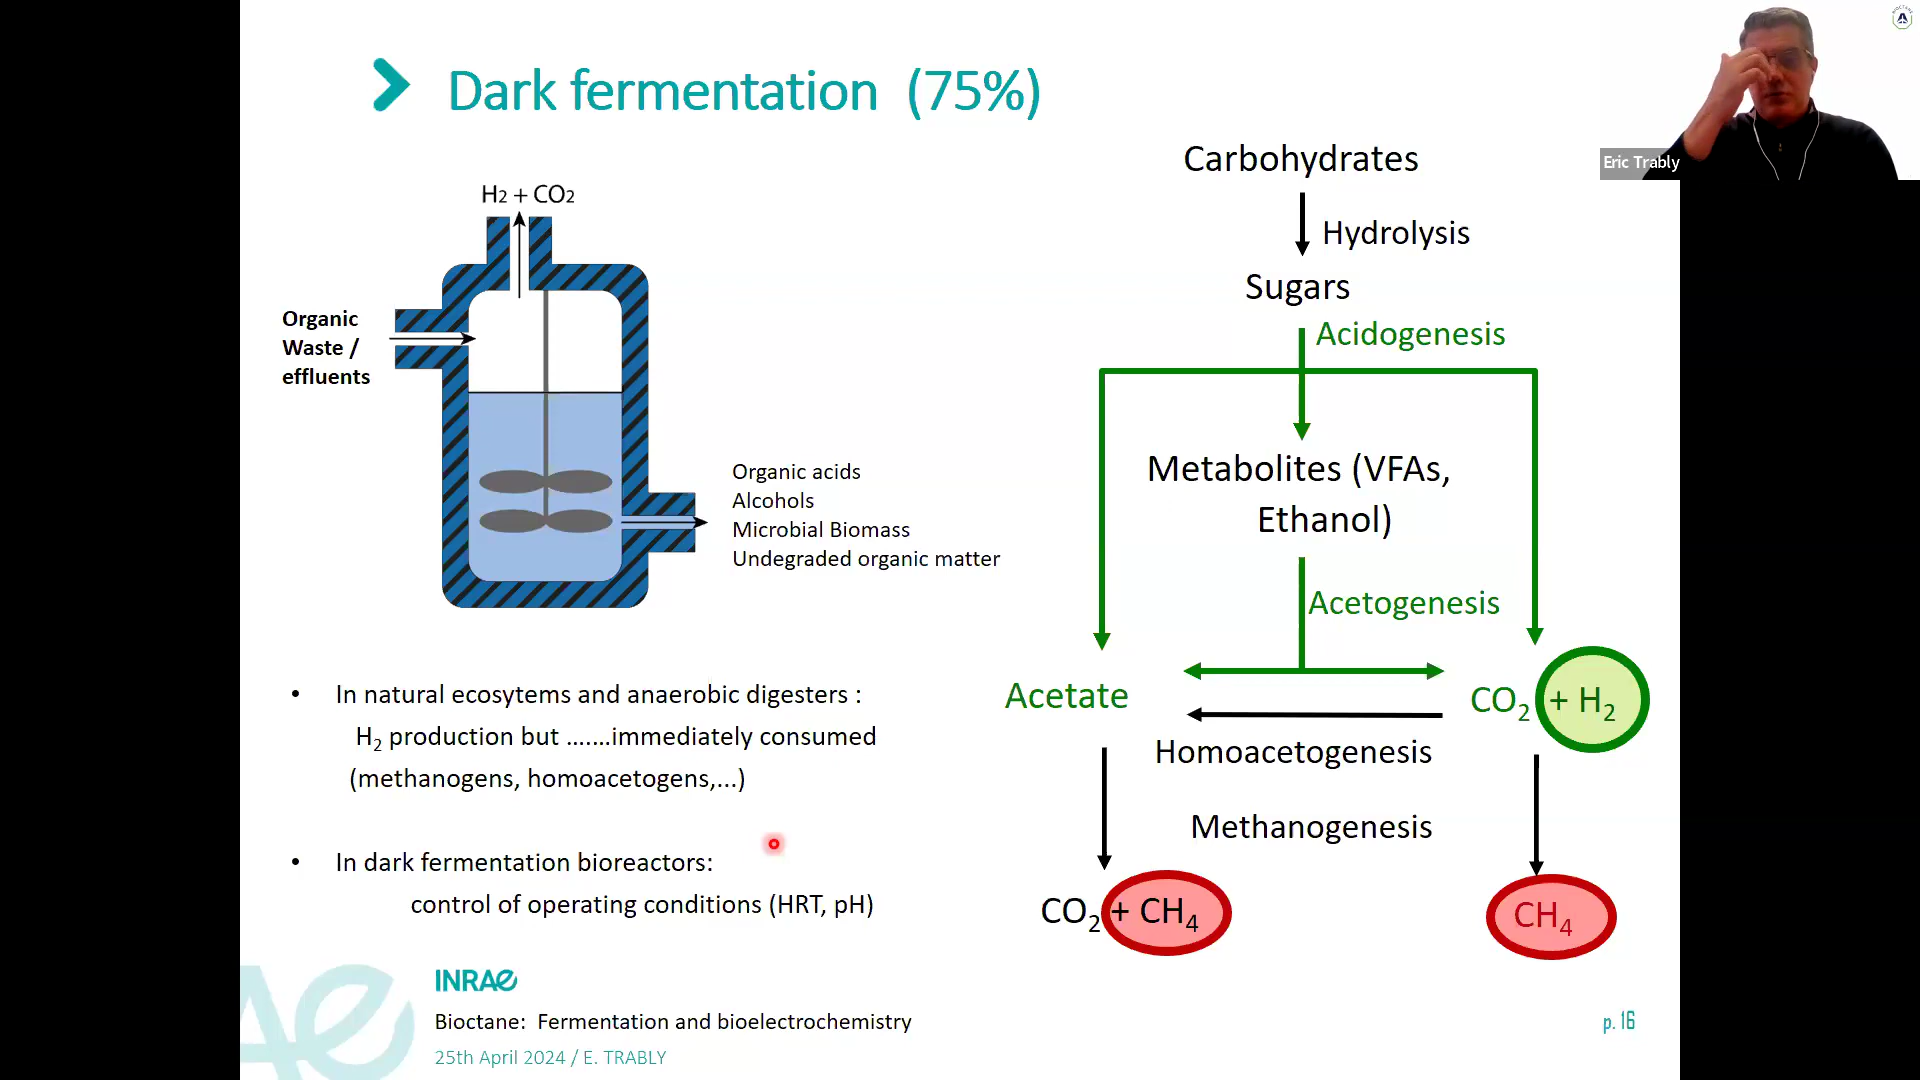 Dark fermentation (75%)
H2 + CO2
Organic
Waste /
effluents
Organic acids
Alcohols
Microbial Biomass
Undegraded organic matter
• In natural ecosytems and anaerobic digesters :
H2 production but .......immediately consumed
(methanogens, homoacetogens,...)
• In dark fermentation bioreactors:
control of operating conditions (HRT, pH)
Carbohydrates
Hydrolysis
Sugars
Acidogenesis
Metabolites (VFAs,
Ethanol)
Acetogenesis
Acetate
CO2 + H2
Homoacetogenesis
Methanogenesis
CO2 + CH4
CH4
INRAE
Bioctane: Fermentation and bioelectrochemistry
25th April 2024 / E. TRABLY
p. 16
Eric Trably